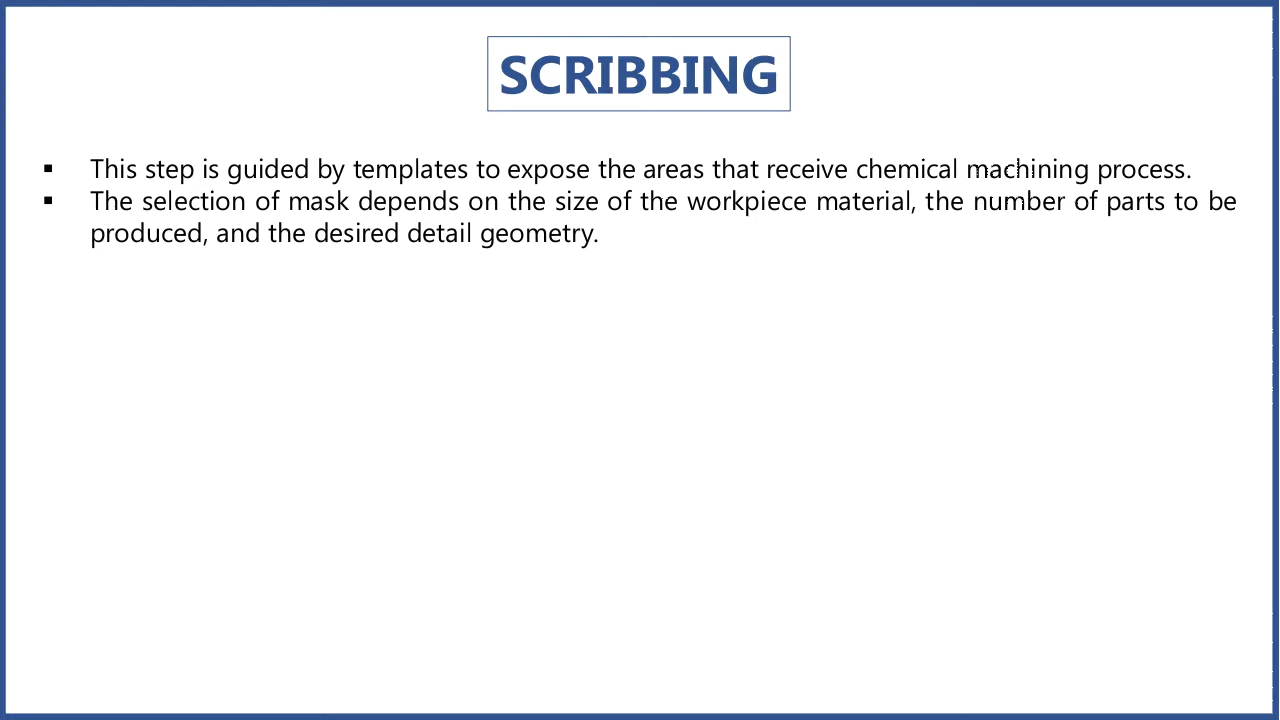 SCRIBBING
▪ This step is guided by templates to expose the areas that receive chemical machining process.
▪ The selection of mask depends on the size of the workpiece material, the number of parts to be
produced, and the desired detail geometry.